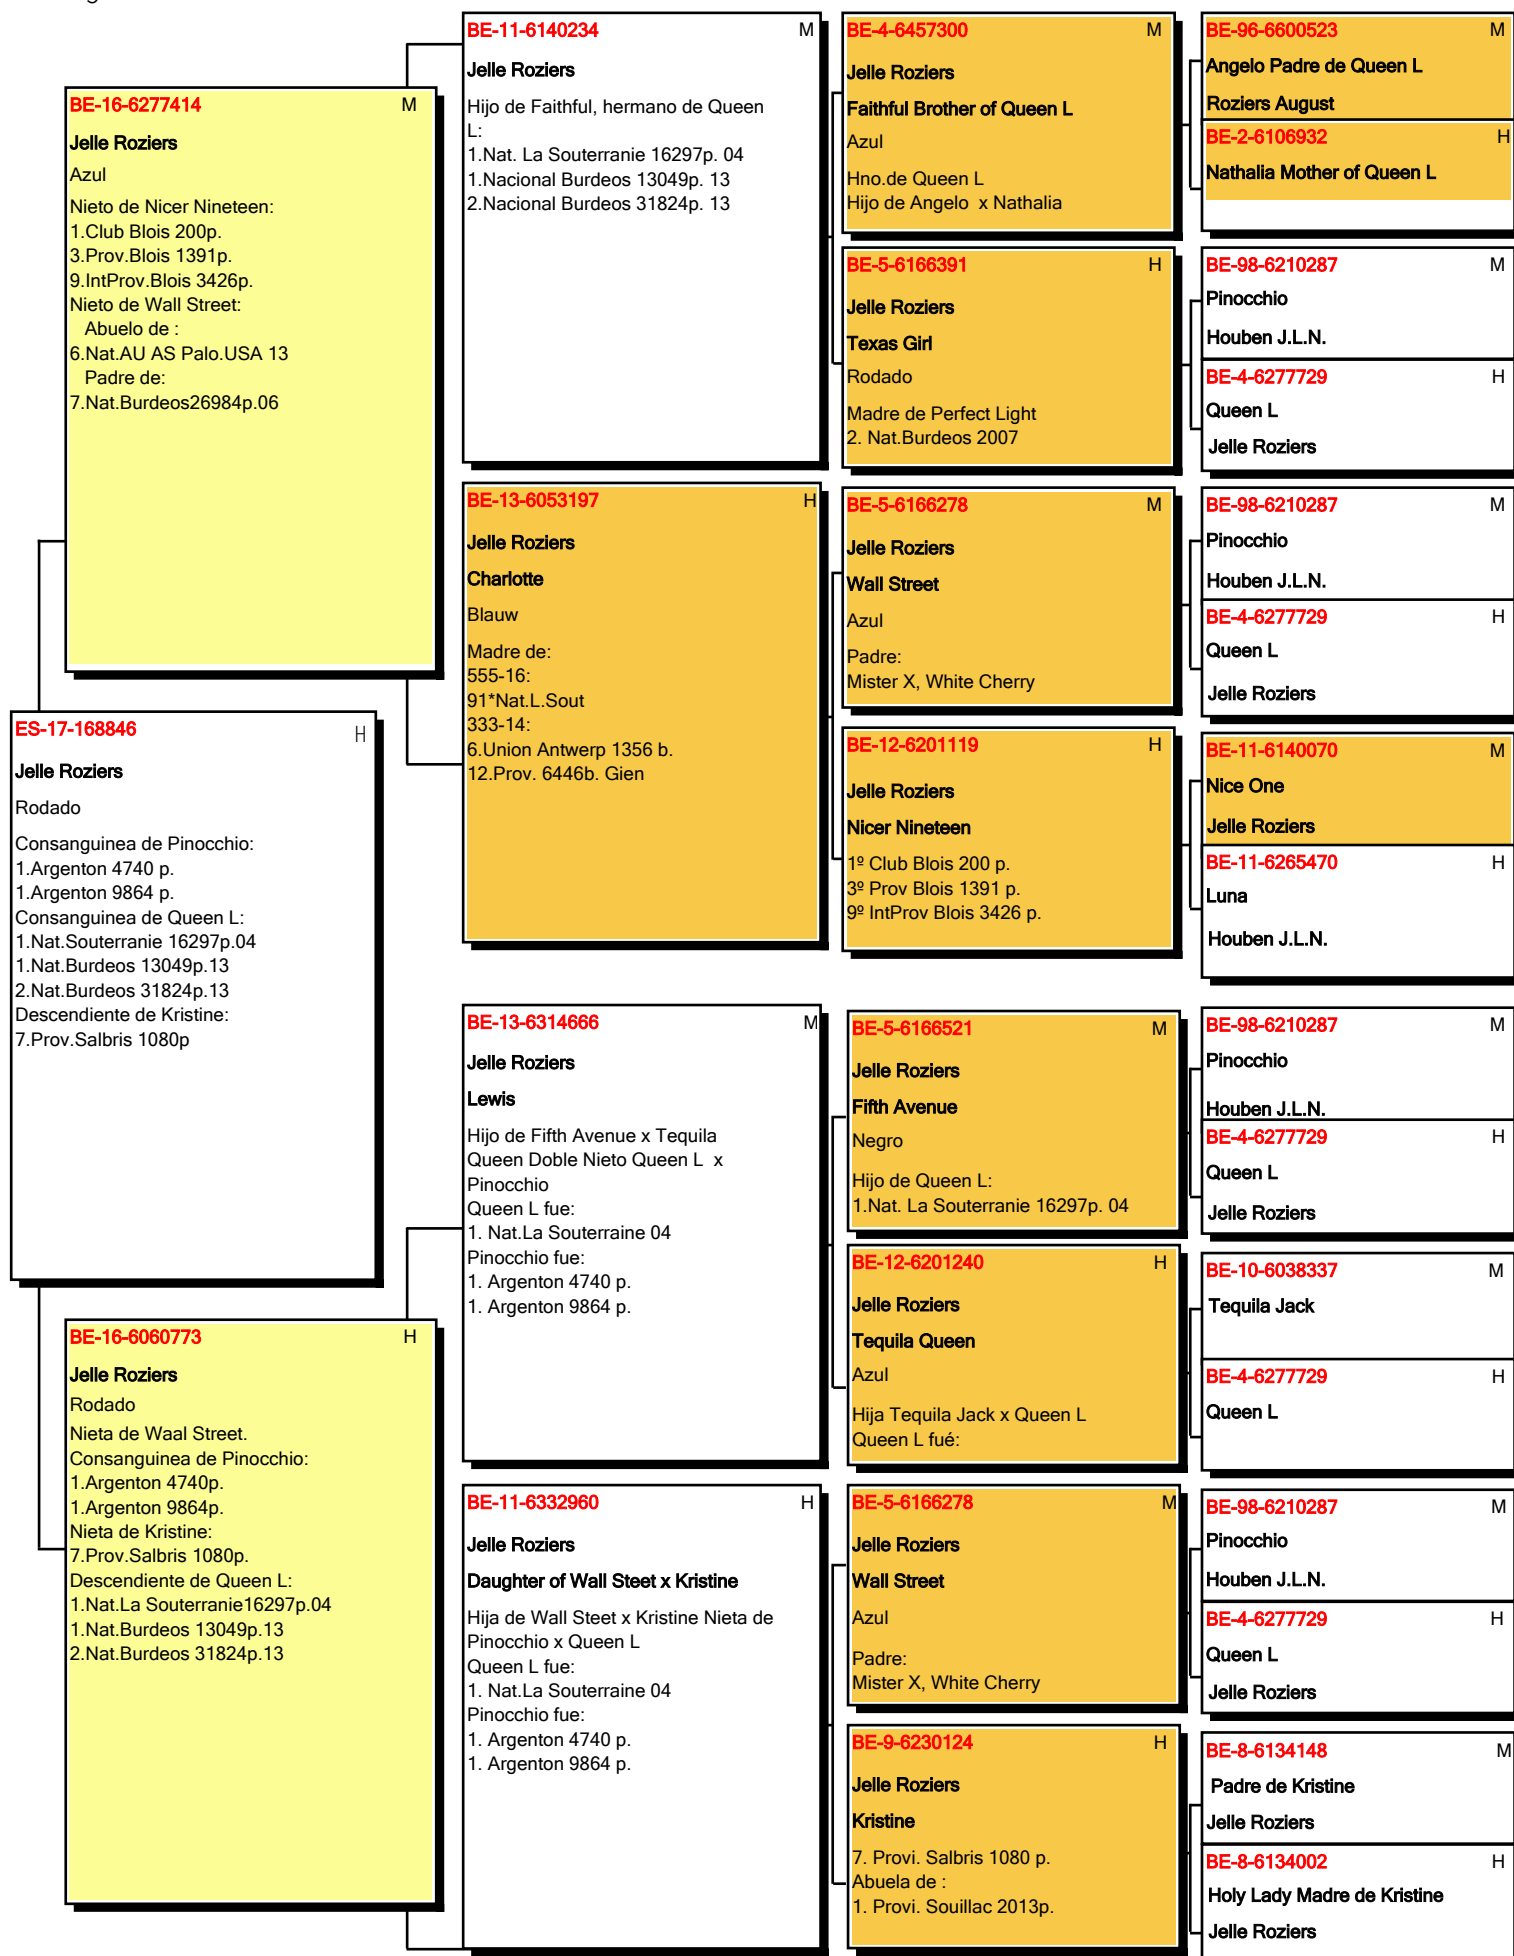 ES-17-168846 H
Jelle Roziers
Rodado
Consanguinea de Pinocchio:
1.Argenton 4740 p.
1.Argenton 9864 p.
Consanguinea de Queen L:
1.Nat.Souterranie 16297p.04
1.Nat.Burdeos 13049p.13
2.Nat.Burdeos 31824p.13
Descendiente de Kristine:
7.Prov.Salbris 1080p
BE-16-6277414 M
Jelle Roziers
Azul
Nieto de Nicer Nineteen:
1.Club Blois 200p.
3.Prov.Blois 1391p.
9.IntProv.Blois 3426p.
Nieto de Wall Street:
Abuelo de :
6.Nat.AU AS Palo.USA 13
Padre de:
7.Nat.Burdeos26984p.06
BE-16-6060773 H
Jelle Roziers
Rodado
Nieta de Waal Street.
Consanguinea de Pinocchio:
1.Argenton 4740p.
1.Argenton 9864p.
Nieta de Kristine:
7.Prov.Salbris 1080p.
Descendiente de Queen L:
1.Nat.La Souterranie16297p.04
1.Nat.Burdeos 13049p.13
2.Nat.Burdeos 31824p.13
BE-11-6140234 M
Jelle Roziers
Hijo de Faithful, hermano de Queen
L:
1.Nat. La Souterranie 16297p. 04
1.Nacional Burdeos 13049p. 13
2.Nacional Burdeos 31824p. 13
BE-13-6053197 H
Jelle Roziers
Charlotte
Blauw
Madre de:
555-16:
91*Nat.L.Sout
333-14:
6.Union Antwerp 1356 b.
12.Prov. 6446b. Gien
BE-13-6314666 M
Jelle Roziers
Lewis
Hijo de Fifth Avenue x Tequila
Queen Doble Nieto Queen L x
Pinocchio
Queen L fue:
1. Nat.La Souterraine 04
Pinocchio fue:
1. Argenton 4740 p.
1. Argenton 9864 p.
BE-11-6332960 H
Jelle Roziers
Daughter of Wall Steet x Kristine
Hija de Wall Steet x Kristine Nieta de
Pinocchio x Queen L
Queen L fue:
1. Nat.La Souterraine 04
Pinocchio fue:
1. Argenton 4740 p.
1. Argenton 9864 p.
BE-4-6457300 M
Jelle Roziers
Faithful Brother of Queen L
Azul
Hno.de Queen L
Hijo de Angelo x Nathalia
BE-5-6166391 H
Jelle Roziers
Texas Girl
Rodado
Madre de Perfect Light
2. Nat.Burdeos 2007
BE-5-6166278 M
Jelle Roziers
Wall Street
Azul
Padre:
Mister X, White Cherry
BE-12-6201119 H
Jelle Roziers
Nicer Nineteen
1º Club Blois 200 p.
3º Prov Blois 1391 p.
9º IntProv Blois 3426 p.
BE-5-6166521 M
Jelle Roziers
Fifth Avenue
Negro
Hijo de Queen L:
1.Nat. La Souterranie 16297p. 04
BE-12-6201240 H
Jelle Roziers
Tequila Queen
Azul
Hija Tequila Jack x Queen L
Queen L fué:
BE-5-6166278 M
Jelle Roziers
Wall Street
Azul
Padre:
Mister X, White Cherry
BE-9-6230124 H
Jelle Roziers
Kristine
7. Provi. Salbris 1080 p.
Abuela de :
1. Provi. Souillac 2013p.
BE-96-6600523 M
Angelo Padre de Queen L
Roziers August
BE-2-6106932 H
Nathalia Mother of Queen L
BE-98-6210287 M
Pinocchio
Houben J.L.N.
BE-4-6277729 H
Queen L
Jelle Roziers
BE-98-6210287 M
Pinocchio
Houben J.L.N.
BE-4-6277729 H
Queen L
Jelle Roziers
BE-11-6140070 M
Nice One
Jelle Roziers
BE-11-6265470 H
Luna
Houben J.L.N.
BE-98-6210287 M
Pinocchio
Houben J.L.N.
BE-4-6277729 H
Queen L
Jelle Roziers
BE-10-6038337 M
Tequila Jack
BE-4-6277729 H
Queen L
BE-98-6210287 M
Pinocchio
Houben J.L.N.
BE-4-6277729 H
Queen L
Jelle Roziers
BE-8-6134148 M
Padre de Kristine
Jelle Roziers
BE-8-6134002 H
Holy Lady Madre de Kristine
Jelle Roziers